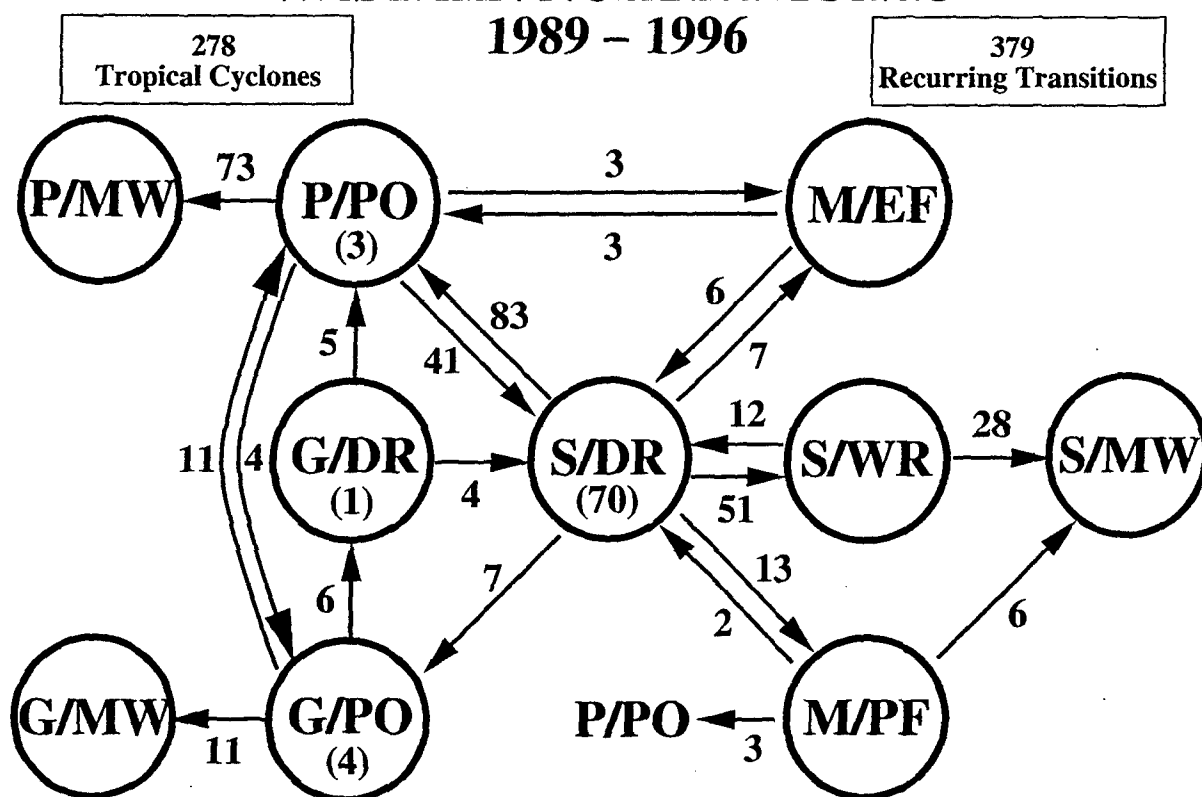 1989 – 1996
278
Tropical Cyclones
379
Recurring Transitions
P/MW
73
P/PO
(3)
3
3
M/EF
83
41
6
7
5
11
4
G/DR
(1)
4
S/DR
(70)
12
51
S/WR
28
S/MW
6
7
13
2
6
G/MW
11
G/PO
(4)
P/PO
3
M/PF